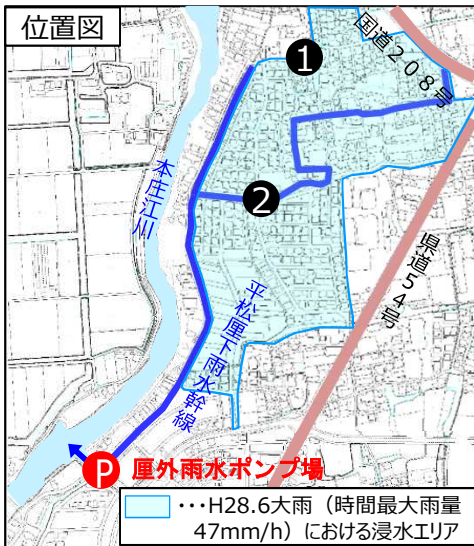 位置図
❶
国道208号
❷
本庄江川
県道54号
平松厘下雨水幹線
P 厘外雨水ポンプ場
･･･H28.6大雨（時間最大雨量
47mm/h）における浸水エリア